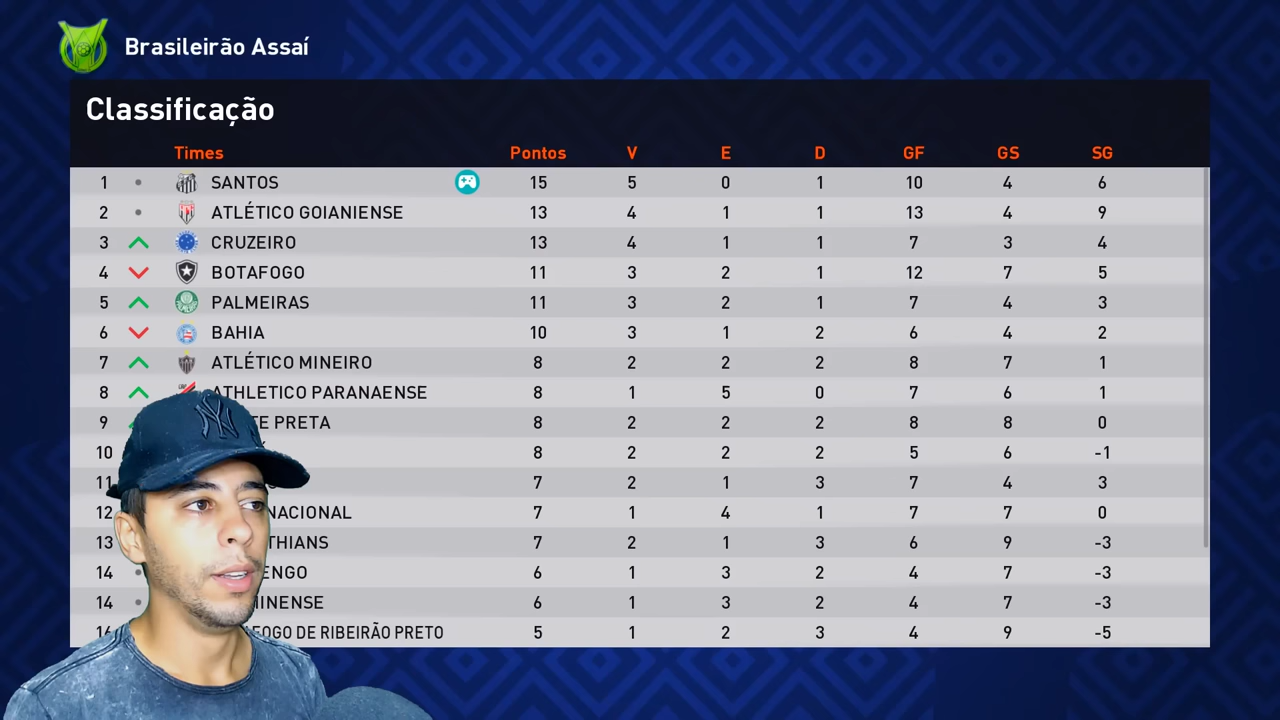 Brasileirão Assaí
Classificação
Times Pontos V E D GF GS SG
1 SANTOS 15 5 0 1 10 4 6
2 ATLÉTICO GOIANIENSE 13 4 1 1 13 4 9
3 CRUZEIRO 13 4 1 1 7 3 4
4 BOTAFOGO 11 3 2 1 12 7 5
5 PALMEIRAS 11 3 2 1 7 4 3
6 BAHIA 10 3 1 2 6 4 2
7 ATLÉTICO MINEIRO 8 2 2 2 8 7 1
8 ATHLETICO PARANAENSE 8 1 5 0 7 6 1
9 TE PRETA 8 2 2 2 8 8 0
10 8 2 2 2 5 6 -1
11 7 2 1 3 7 4 3
12 NACIONAL 7 1 4 1 7 7 0
13 THIANS 7 2 1 3 6 9 -3
14 ENGO 6 1 3 2 4 7 -3
14 MINENSE 6 1 3 2 4 7 -3
16 FOGO DE RIBEIRÃO PRETO 5 1 2 3 4 9 -5